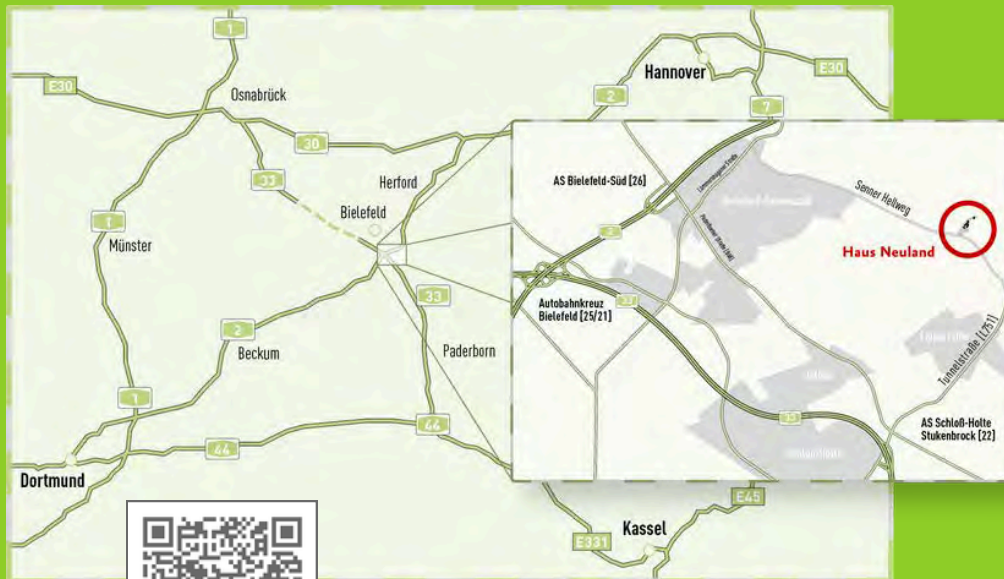 1
E30
Osnabrück
30
33
Herford
Bielefeld
1
Münster
2
Beckum
33
Paderborn
1
44
44
Dortmund
Hannover
2
E30
7
E45
Kassel
E331
AS Bielefeld-Süd [26]
2
Senner Hellweg
Haus Neuland
Autobahnkreuz
Bielefeld [25/21]
33
Tunnelstraße [L751]
33
AS Schloß-Holte
Stukenbrock [22]